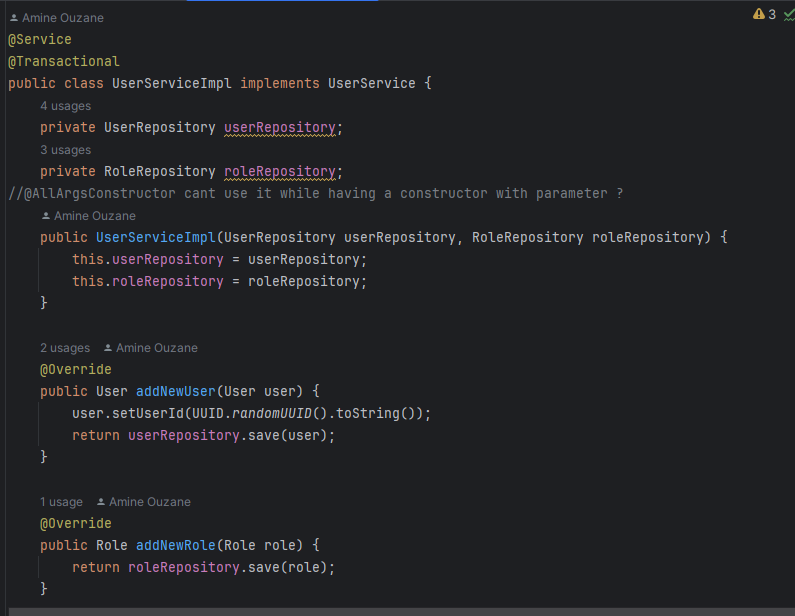 Amine Ouzane
3
@Service
@Transactional
public class UserServiceImpl implements UserService {
4 usages
private UserRepository userRepository;
3 usages
private RoleRepository roleRepository;
//@AllArgsConstructor cant use it while having a constructor with parameter ?
Amine Ouzane
public UserServiceImpl(UserRepository userRepository, RoleRepository roleRepository) {
this.userRepository = userRepository;
this.roleRepository = roleRepository;
}
2 usages Amine Ouzane
@Override
public User addNewUser(User user) {
user.setUserId(UUID.randomUUID().toString());
return userRepository.save(user);
}
1 usage Amine Ouzane
@Override
public Role addNewRole(Role role) {
return roleRepository.save(role);
}